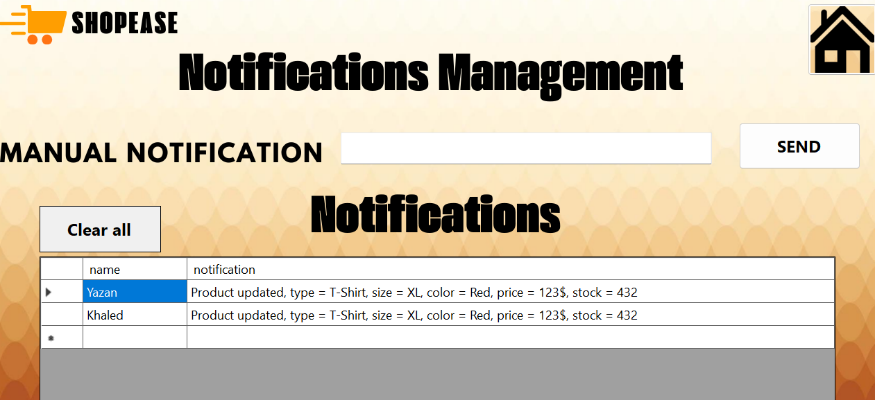 SHOPEASE
Notifications Management
MANUAL NOTIFICATION
SEND
Notifications
Clear all
name notification
Yazan Product updated, type = T-Shirt, size = XL, color = Red, price = 123$, stock = 432
Khaled Product updated, type = T-Shirt, size = XL, color = Red, price = 123$, stock = 432